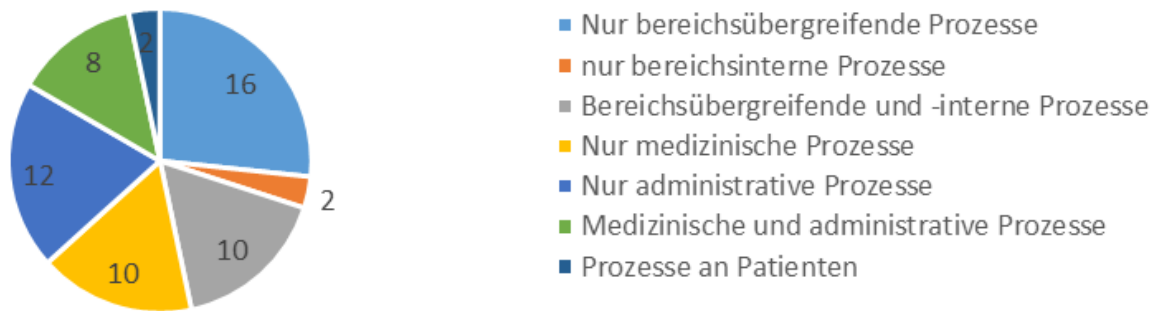 2
8
16
12
2
10
10
Nur bereichsübergreifende Prozesse
nur bereichsinterne Prozesse
Bereichsübergreifende und -interne Prozesse
Nur medizinische Prozesse
Nur administrative Prozesse
Medizinische und administrative Prozesse
Prozesse an Patienten